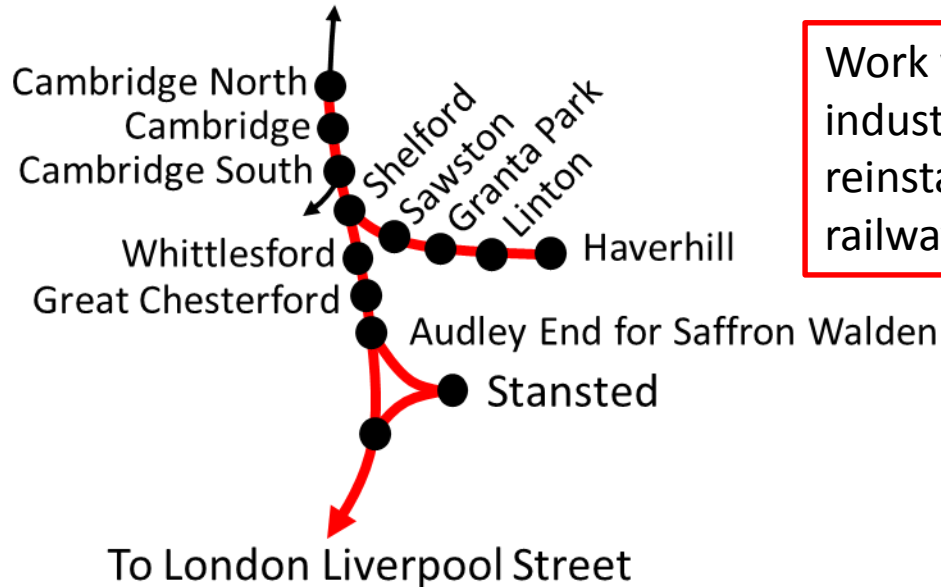 Cambridge North
Cambridge
Cambridge South
Shelford
Sawston
Granta Park
Linton
Haverhill
Whittlesford
Great Chesterford
Audley End for Saffron Walden
Stansted
To London Liverpool Street
Work
indust
reinsta
railwa